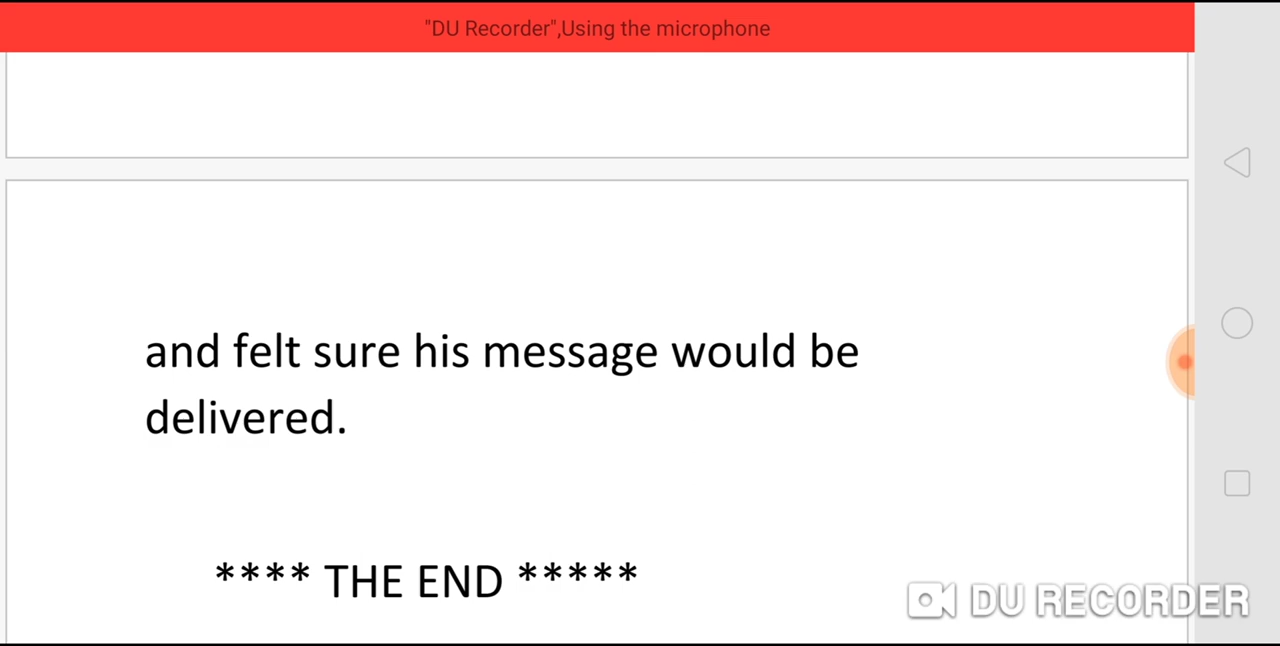 "DU Recorder",Using the microphone
and felt sure his message would be
delivered.
**** THE END *****
DU RECORDER